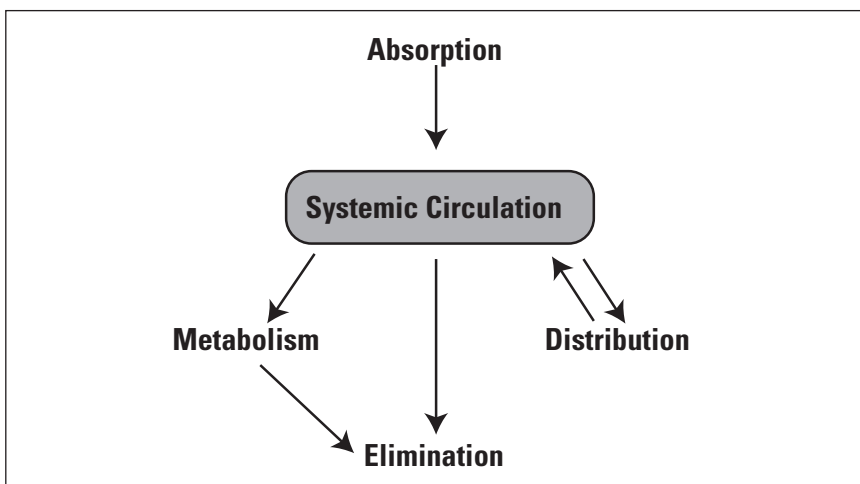 Absorption
Systemic Circulation
Metabolism
Distribution
Elimination